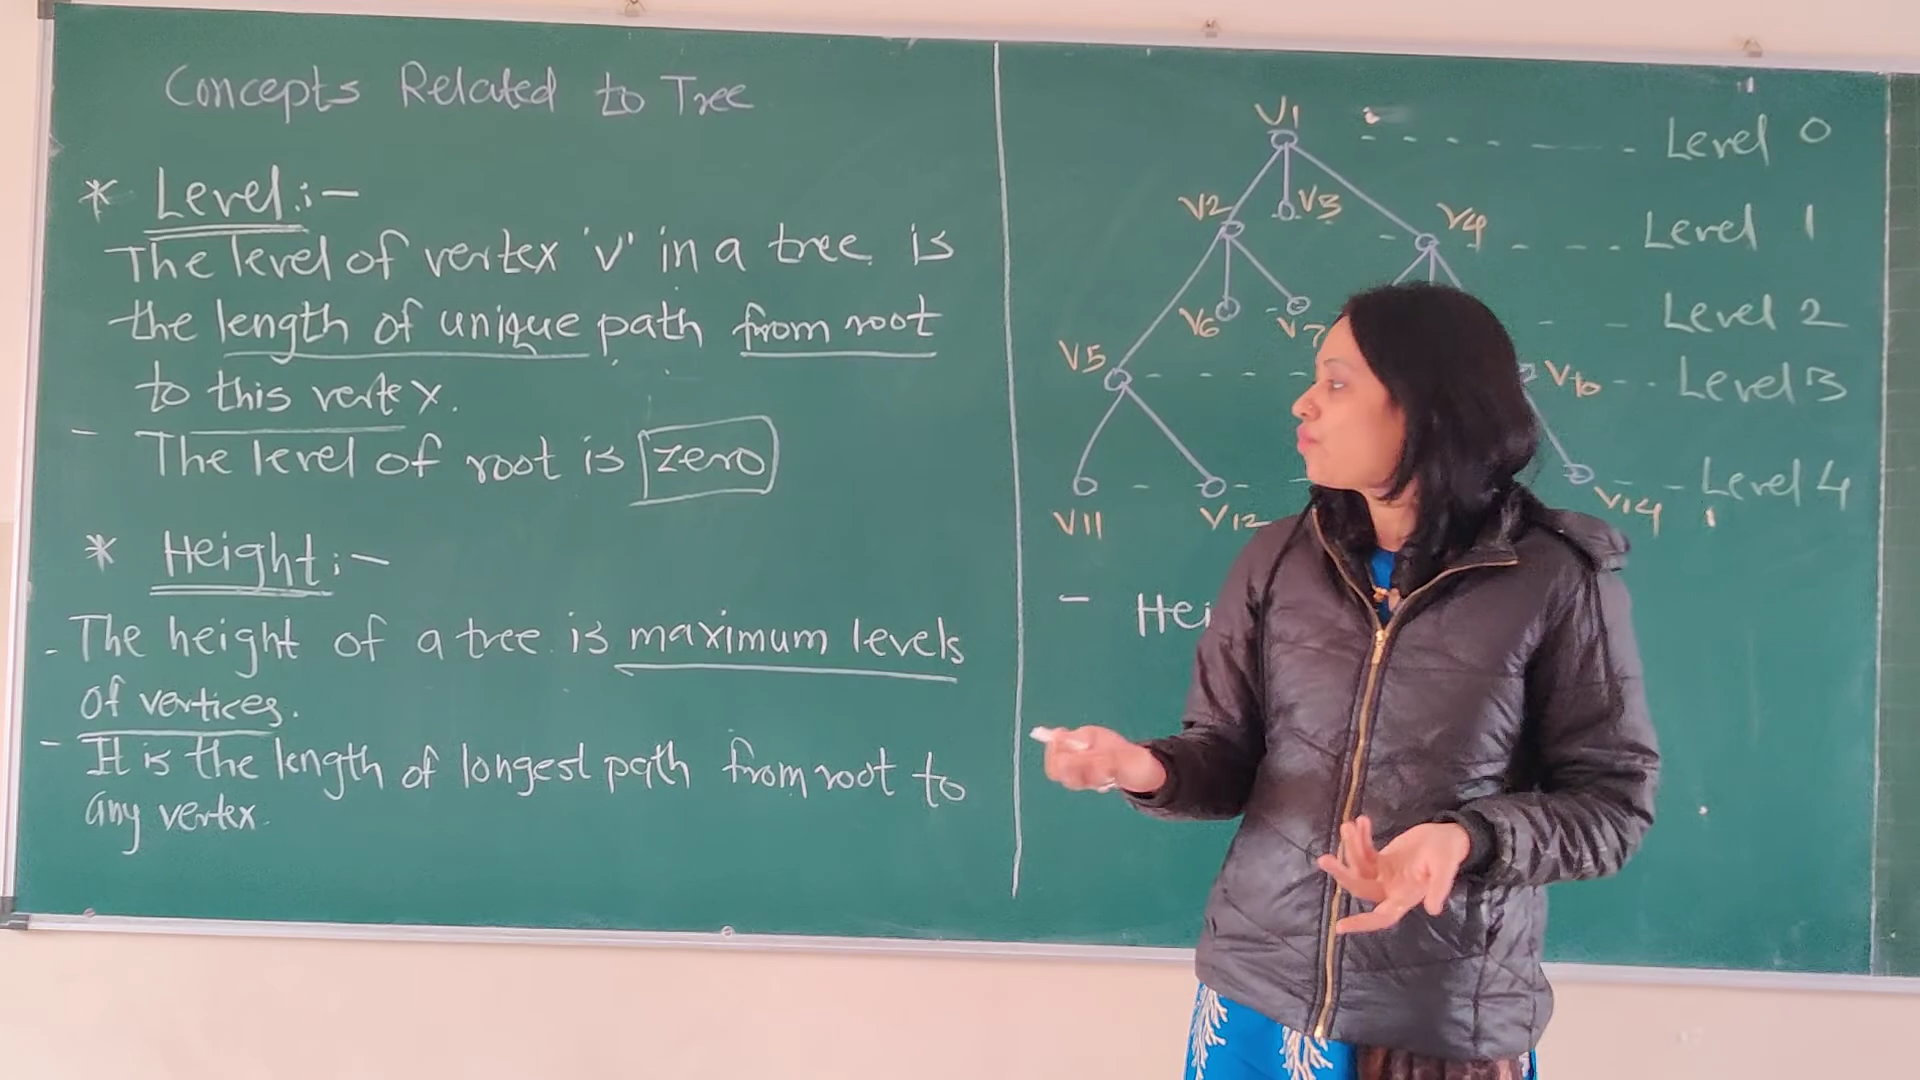 Concepts Related to Tree
* Level:-
The level of vertex 'v' in a tree is
the length of unique path from root
to this vertex.
- The level of root is zero
* Height:-
- The height of a tree is maximum levels
of vertices.
- It is the length of longest path from root to
any vertex.
V1
Level 0
V2 V3 V4
Level 1
V6 V7
Level 2
V5 V10
Level 3
V11 V12 V14
Level 4
- Hei